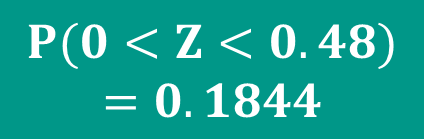 P(0 < Z < 0.48)
= 0.1844